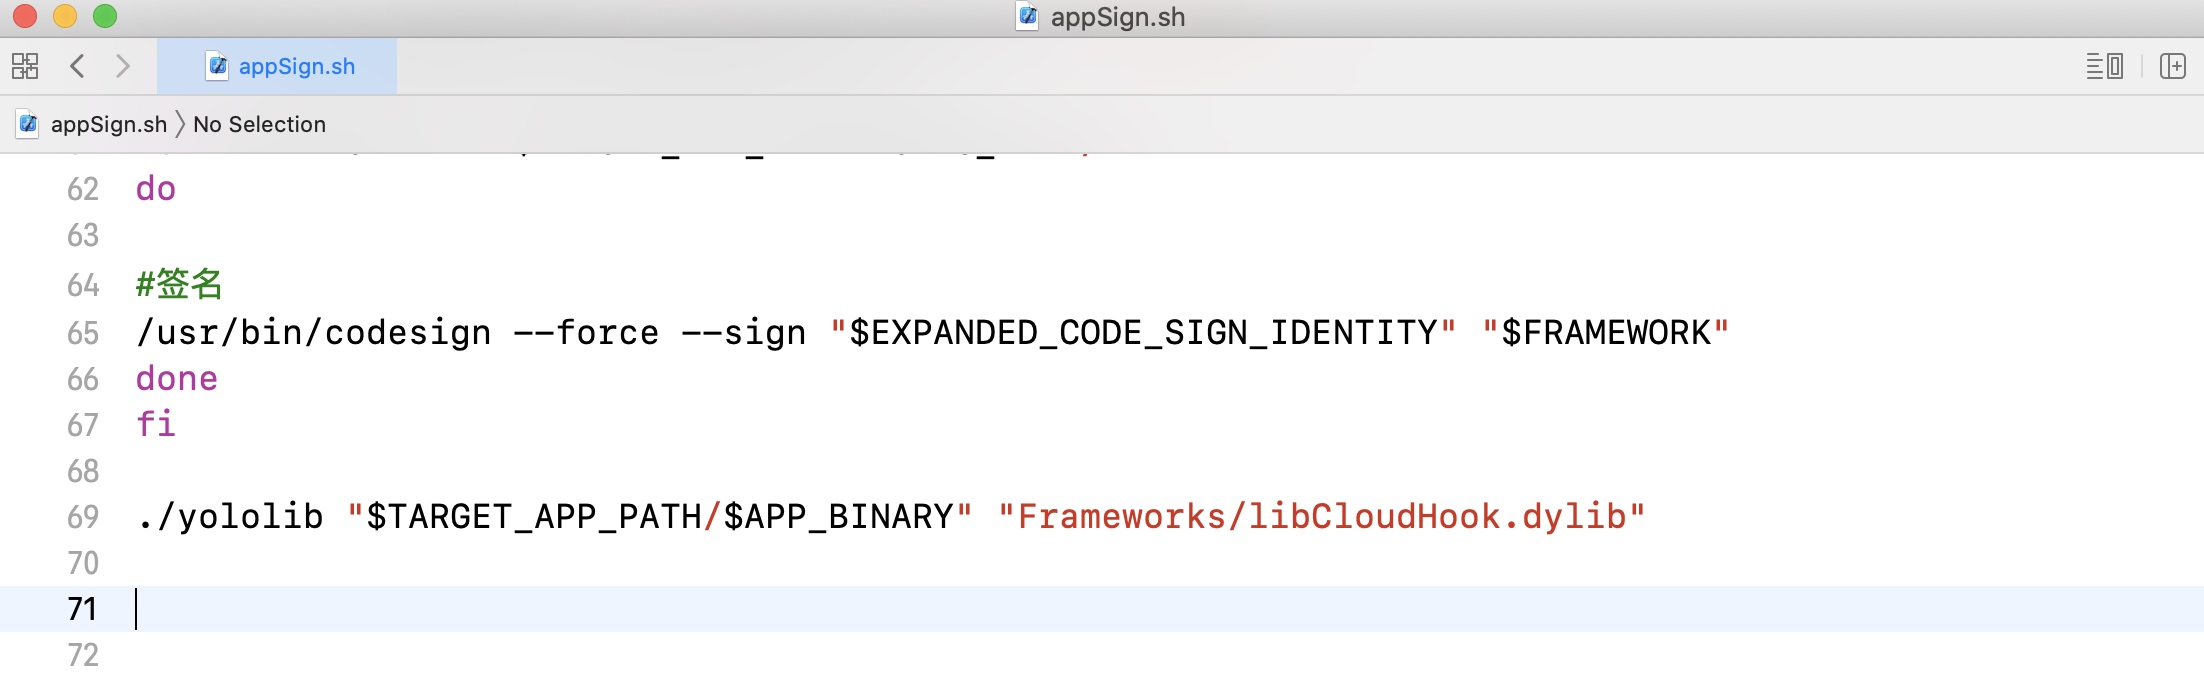 appSign.sh
appSign.sh
appSign.sh 〉No Selection
62 do
63
64 #签名
65 /usr/bin/codesign --force --sign "$EXPANDED_CODE_SIGN_IDENTITY" "$FRAMEWORK"
66 done
67 fi
68
69 ./yololib "$TARGET_APP_PATH/$APP_BINARY" "Frameworks/libCloudHook.dylib"
70
71
72